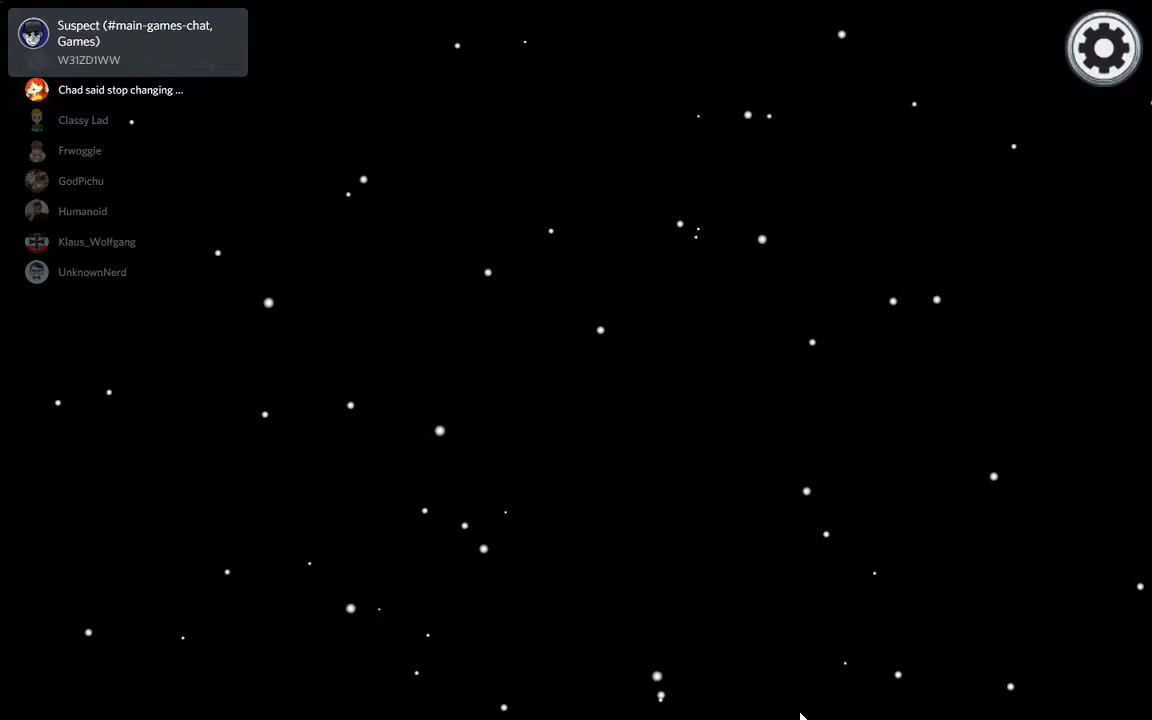 Suspect (#main-games-chat,
Games)
W31ZD1WW
Chad said stop changing ...
Classy Lad
Frwoggie
GodPichu
Humanoid
Klaus_Wolfgang
UnknownNerd